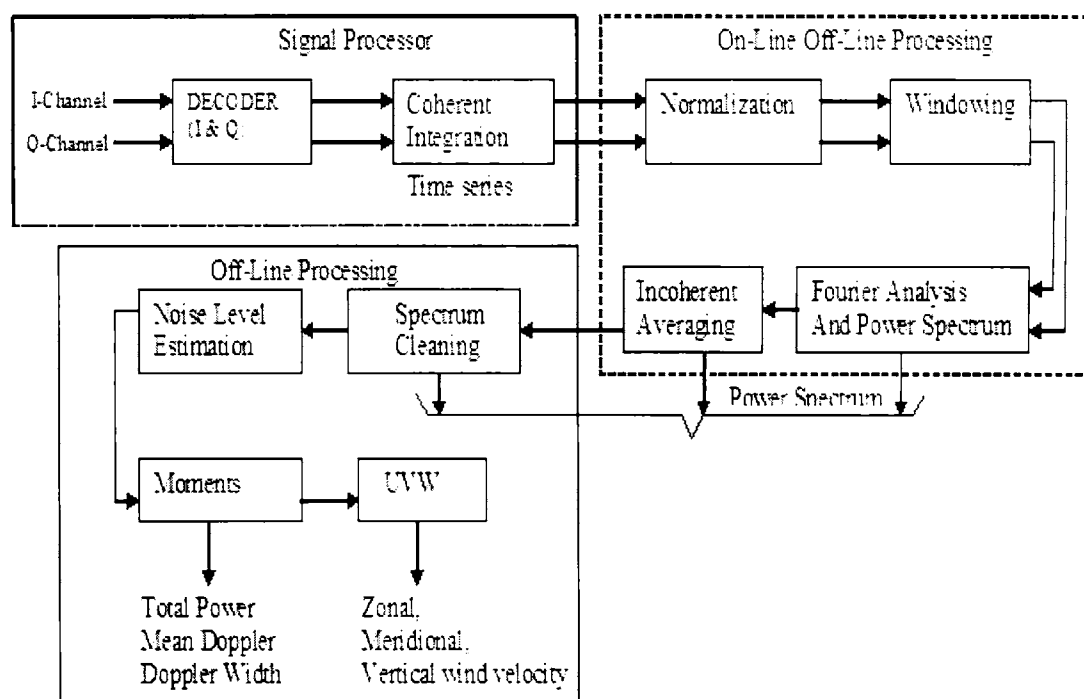 Signal Processor
On-Line Off-Line Processing
I-Channel
Q-Channel
DECODER
(I & Q)
Coherent
Integration
Time series
Normalization
Windowing
Off-Line Processing
Noise Level
Estimation
Spectrum
Cleaning
Incoherent
Averaging
Fourier Analysis
And Power Spectrum
Power Spectrum
Moments
UVW
Total Power
Mean Doppler
Doppler Width
Zonal,
Meridional,
Vertical wind velocity